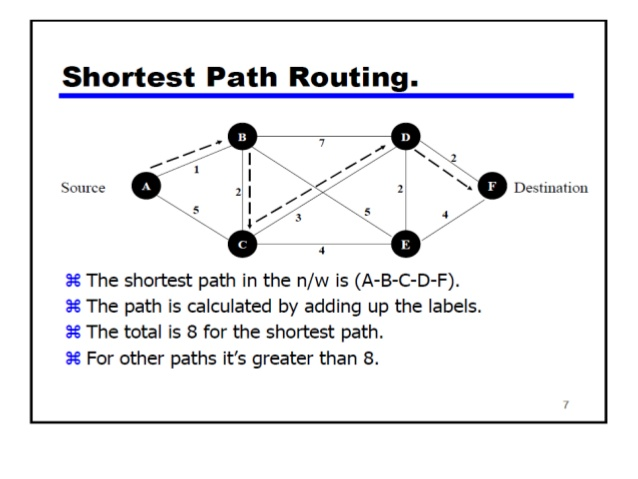 Shortest Path Routing.
B 7 D
1 2
Source A 2 2 F Destination
5 3 5 4
C 4 E
⌘ The shortest path in the n/w is (A-B-C-D-F).
⌘ The path is calculated by adding up the labels.
⌘ The total is 8 for the shortest path.
⌘ For other paths it’s greater than 8.
7